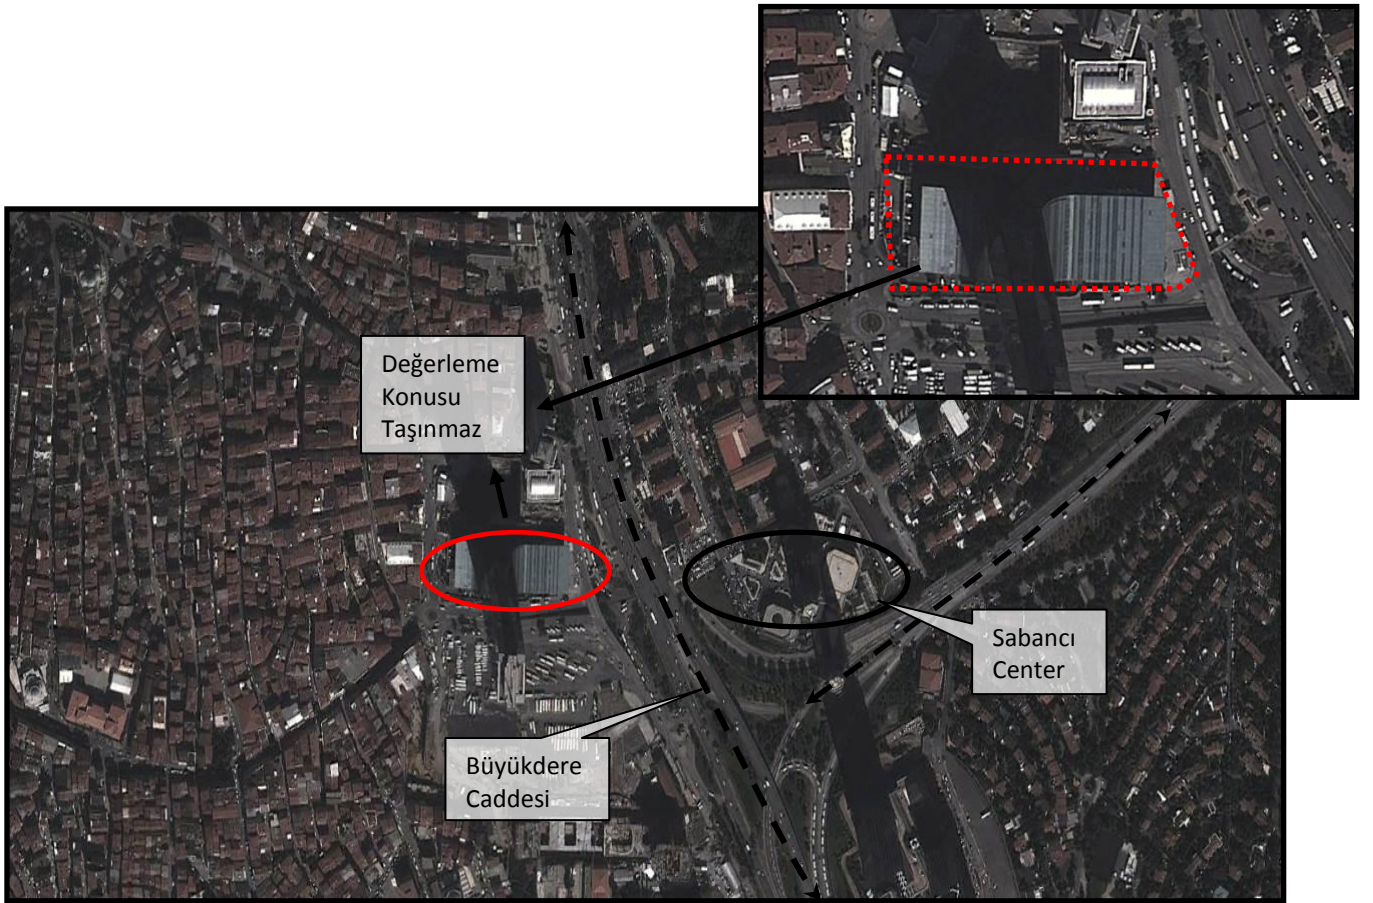 Değerleme
Konusu
Taşınmaz
Sabancı
Center
Büyükdere
Caddesi